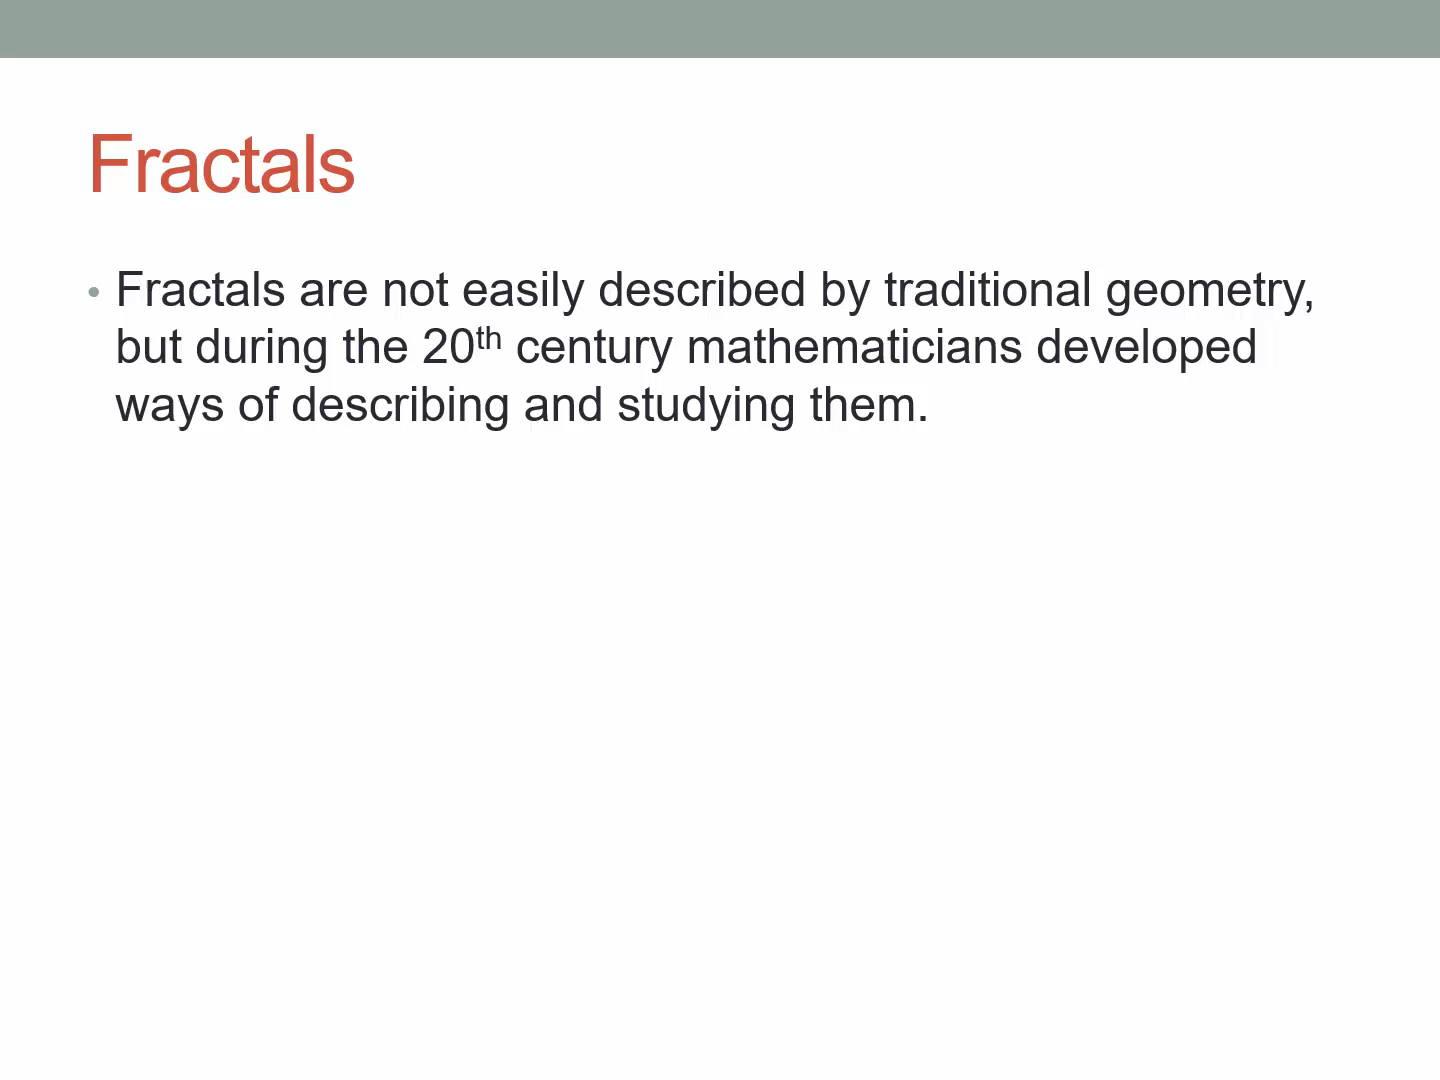 Fractals
• Fractals are not easily described by traditional geometry,
but during the 20th century mathematicians developed
ways of describing and studying them.